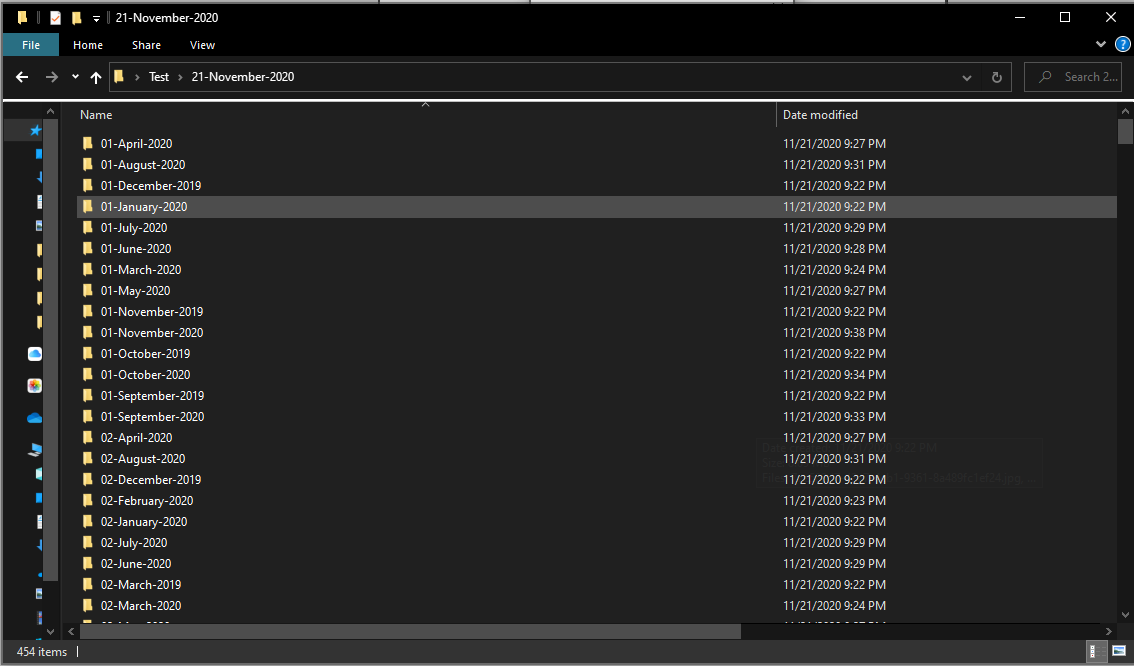 21-November-2020
File Home Share View
Test 21-November-2020 Search 2...
Name Date modified
01-April-2020 11/21/2020 9:27 PM
01-August-2020 11/21/2020 9:31 PM
01-December-2019 11/21/2020 9:22 PM
01-January-2020 11/21/2020 9:22 PM
01-July-2020 11/21/2020 9:29 PM
01-June-2020 11/21/2020 9:28 PM
01-March-2020 11/21/2020 9:24 PM
01-May-2020 11/21/2020 9:27 PM
01-November-2019 11/21/2020 9:22 PM
01-November-2020 11/21/2020 9:38 PM
01-October-2019 11/21/2020 9:22 PM
01-October-2020 11/21/2020 9:34 PM
01-September-2019 11/21/2020 9:22 PM
01-September-2020 11/21/2020 9:33 PM
02-April-2020 11/21/2020 9:27 PM
02-August-2020 11/21/2020 9:31 PM
02-December-2019 11/21/2020 9:22 PM
02-February-2020 11/21/2020 9:23 PM
02-January-2020 11/21/2020 9:22 PM
02-July-2020 11/21/2020 9:29 PM
02-June-2020 11/21/2020 9:29 PM
02-March-2019 11/21/2020 9:22 PM
02-March-2020 11/21/2020 9:24 PM
454 items